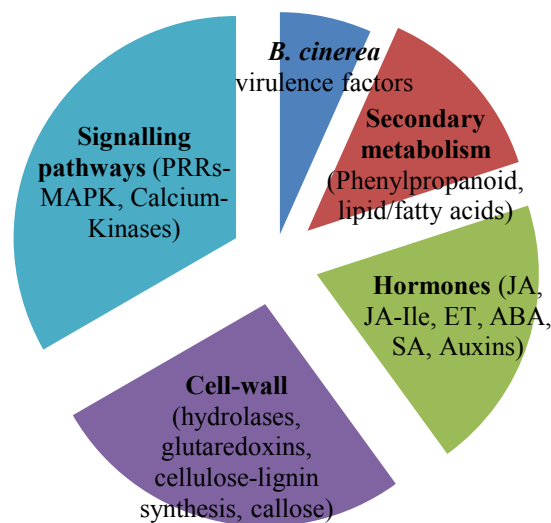 B. cinerea
virulence factors
Secondary
metabolism
(Phenylpropanoid,
lipid/fatty acids)
Hormones (JA,
JA-Ile, ET, ABA,
SA, Auxins)
Cell-wall
(hydrolases,
glutaredoxins,
cellulose-lignin
synthesis, callose)
Signalling
pathways (PRRs-
MAPK, Calcium-
Kinases)